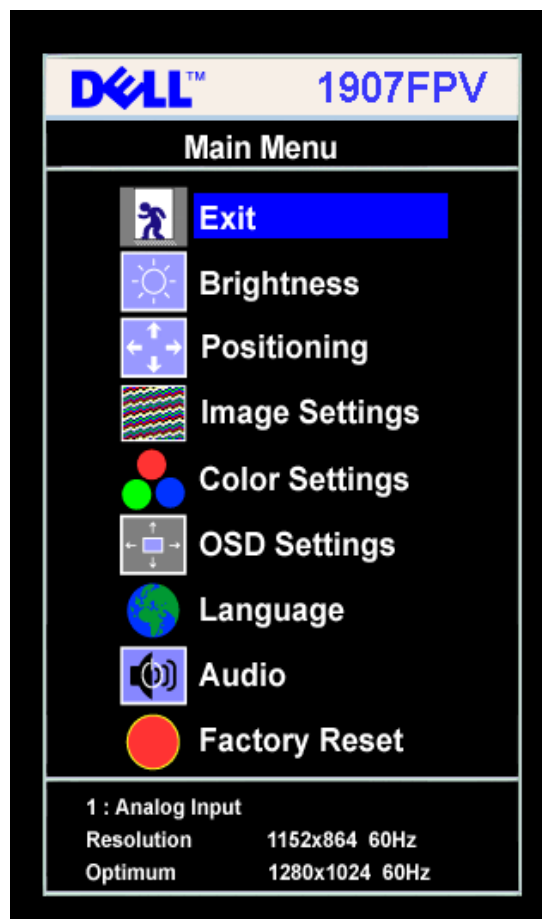 DELL™ 1907FPV
Main Menu
Exit
Brightness
Positioning
Image Settings
Color Settings
OSD Settings
Language
Audio
Factory Reset
1 : Analog Input
Resolution 1152x864 60Hz
Optimum 1280x1024 60Hz